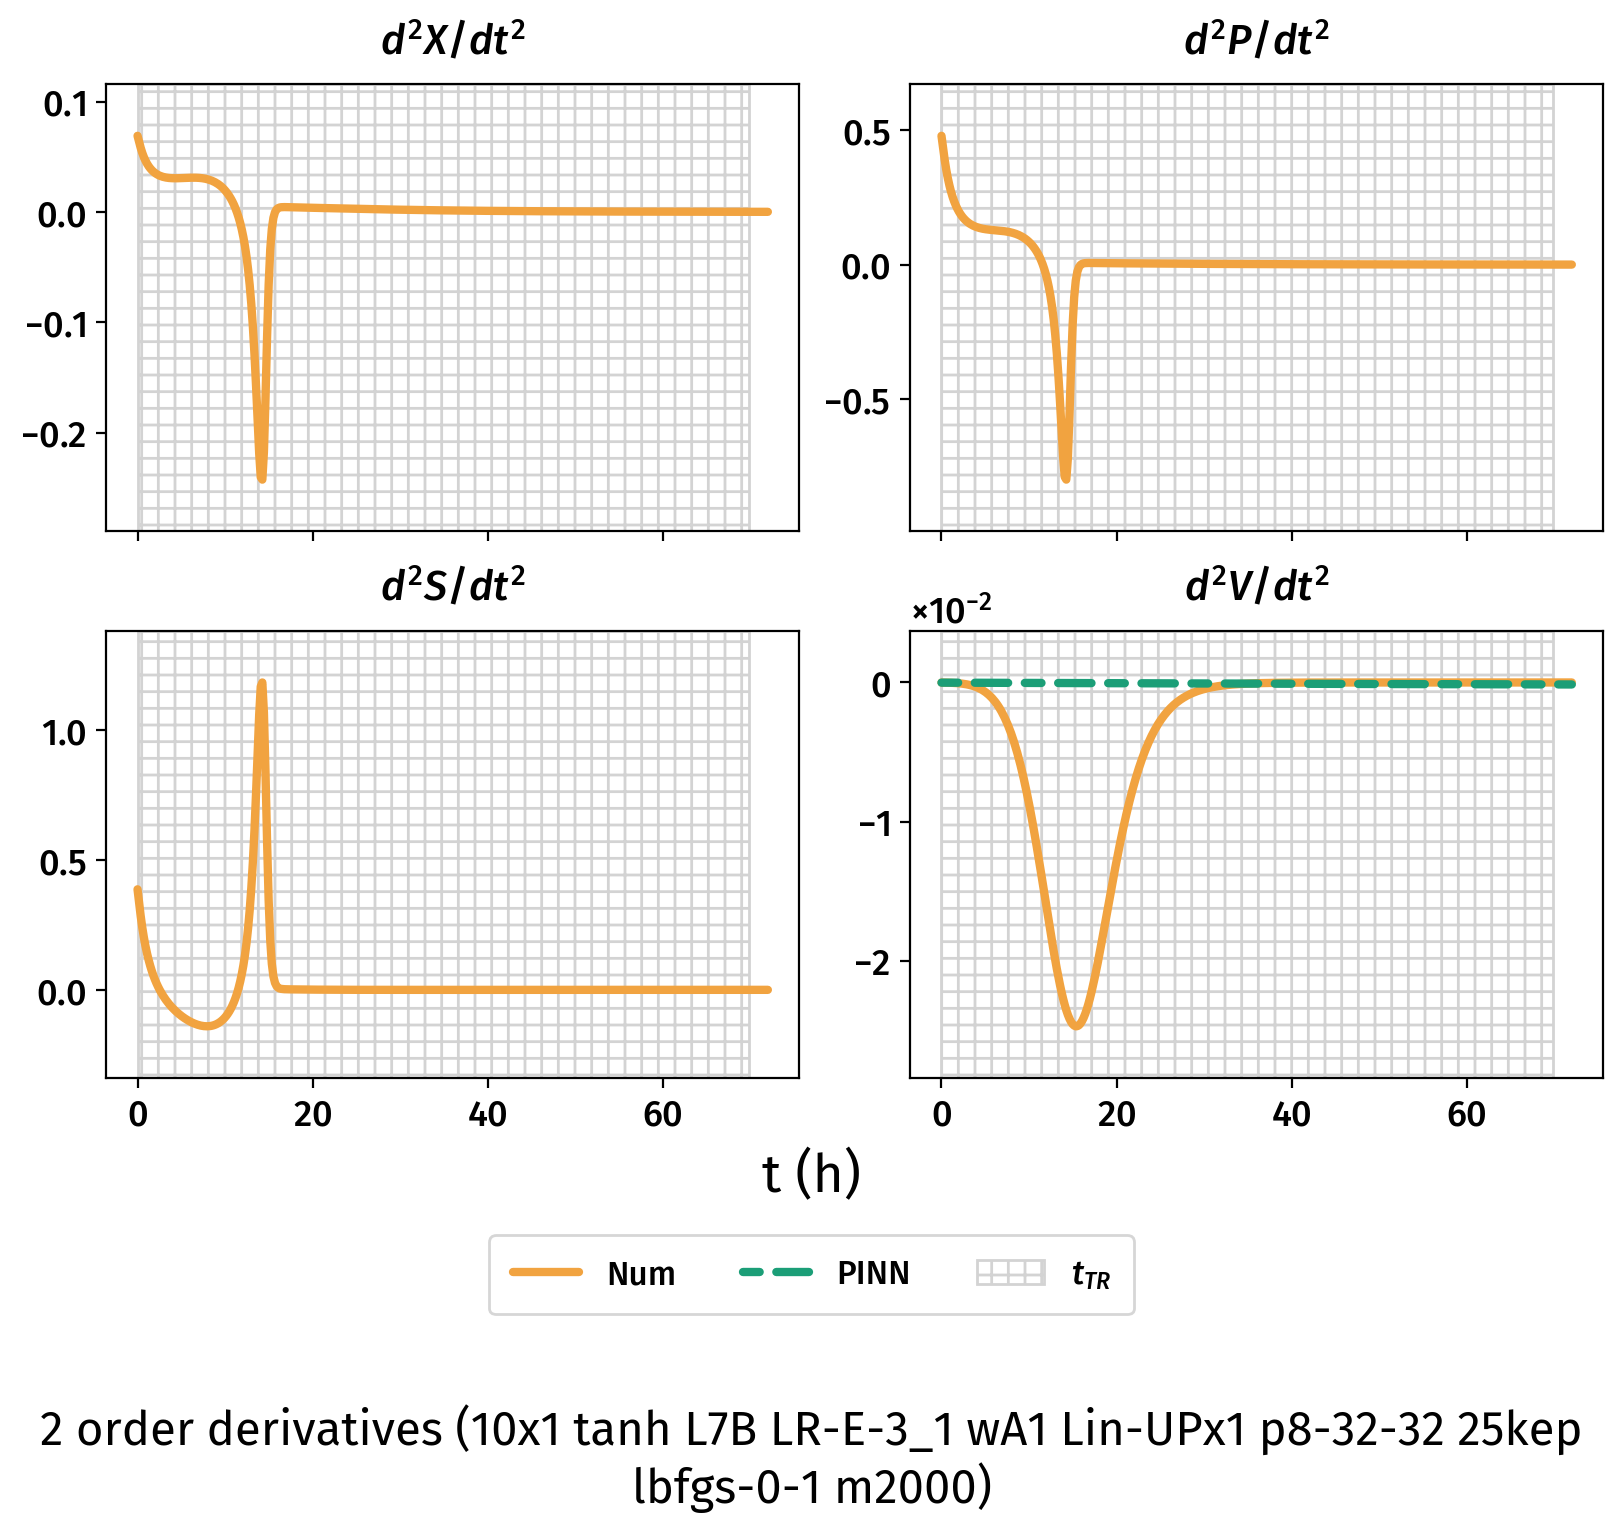 d²X/dt²
d²P/dt²
0.1
0.0
−0.1
−0.2
0.5
0.0
−0.5
d²S/dt²
d²V/dt²
×10⁻²
1.0
0.5
0.0
0
−1
−2
0 20 40 60
0 20 40 60
t (h)
Num PINN t_TR
2 order derivatives (10x1 tanh L7B LR-E-3_1 wA1 Lin-UPx1 p8-32-32 25kep
lbfgs-0-1 m2000)